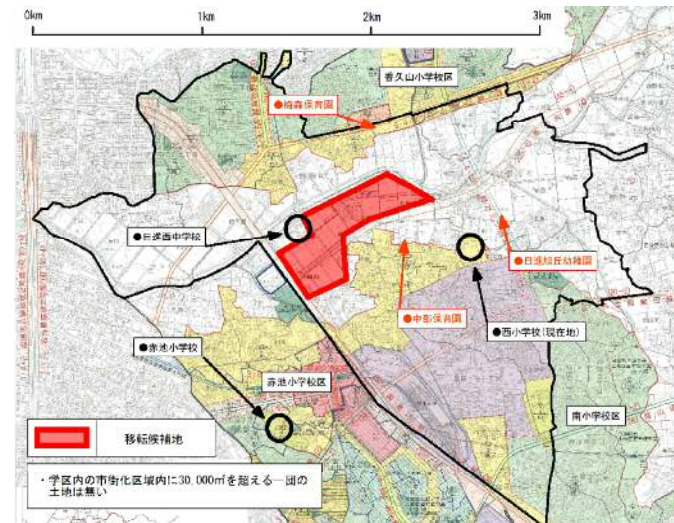 0km
1km
2km
3km
香久山小学校区
●梅森保育園
●日進西中学校
●日進旭丘幼稚園
●中部保育園
●西小学校(現在地)
●赤池小学校
赤池小学校区
南小学校区
移転候補地
・学区内の市街化区域内に30,000㎡を超える一団の
土地は無い